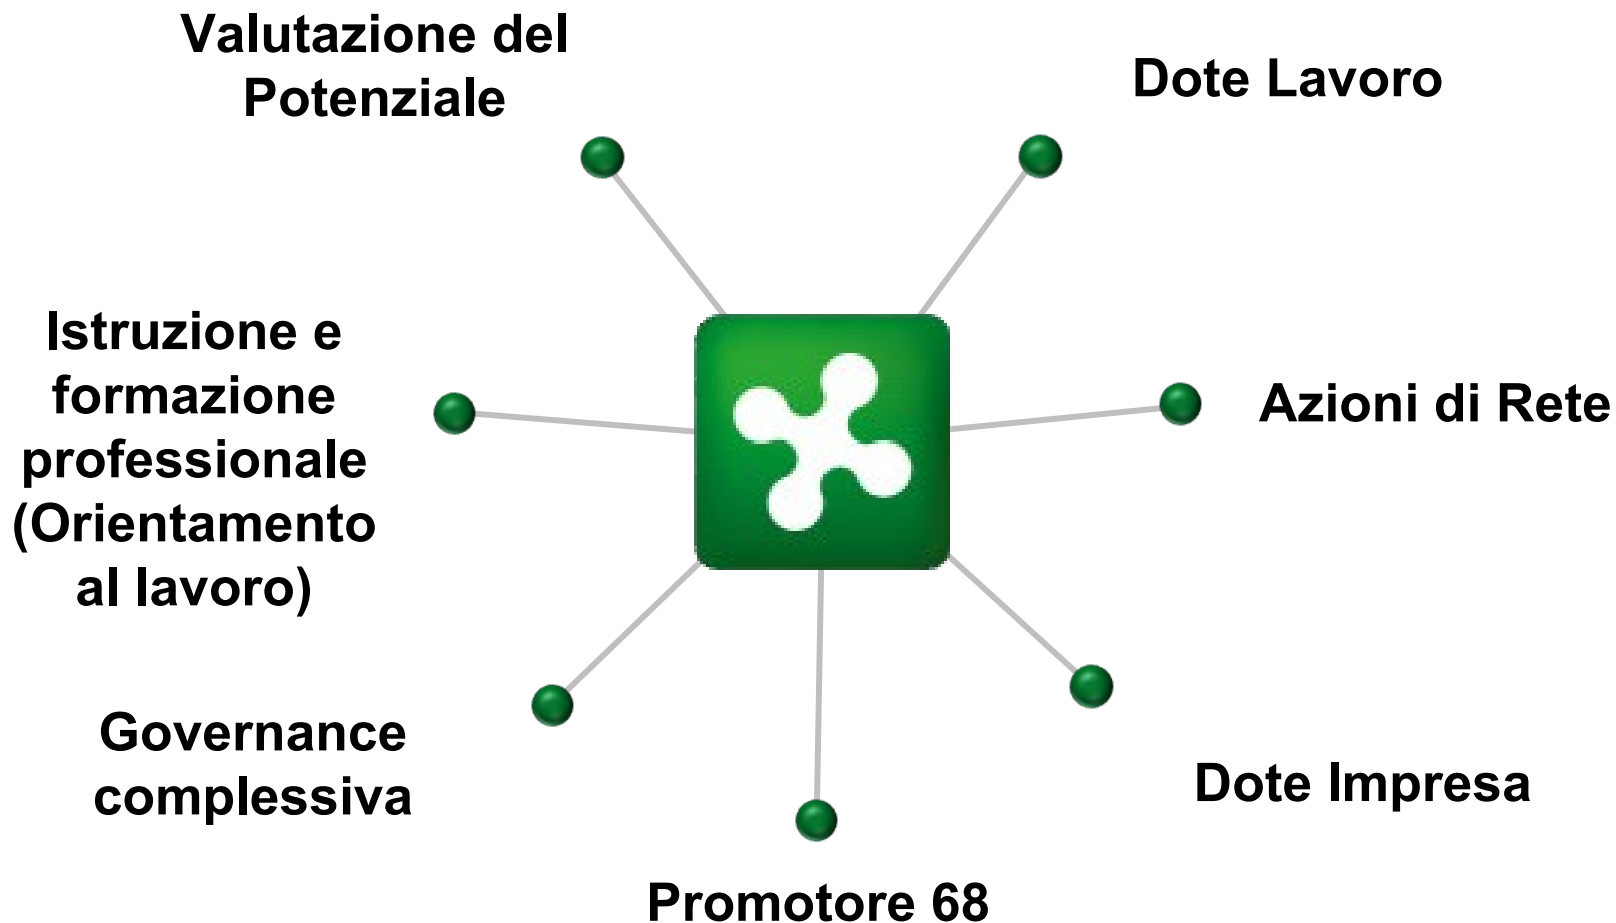 Valutazione del
Potenziale
Dote Lavoro
Istruzione e
formazione
professionale
(Orientamento
al lavoro)
Azioni di Rete
Governance
complessiva
Dote Impresa
Promotore 68